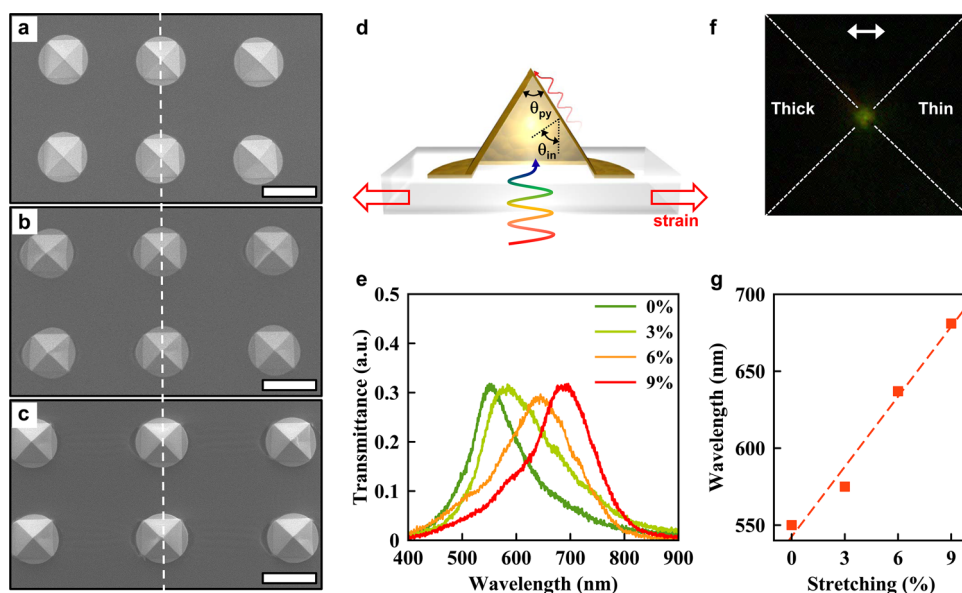 a
b
c
d
θpy
θin
strain
e
0.5
0.4
0.3
0.2
0.1
0
Transmittance (a.u.)
0%
3%
6%
9%
400 500 600 700 800 900
Wavelength (nm)
f
Thick Thin
g
700
650
600
550
Wavelength (nm)
0 3 6 9
Stretching (%)